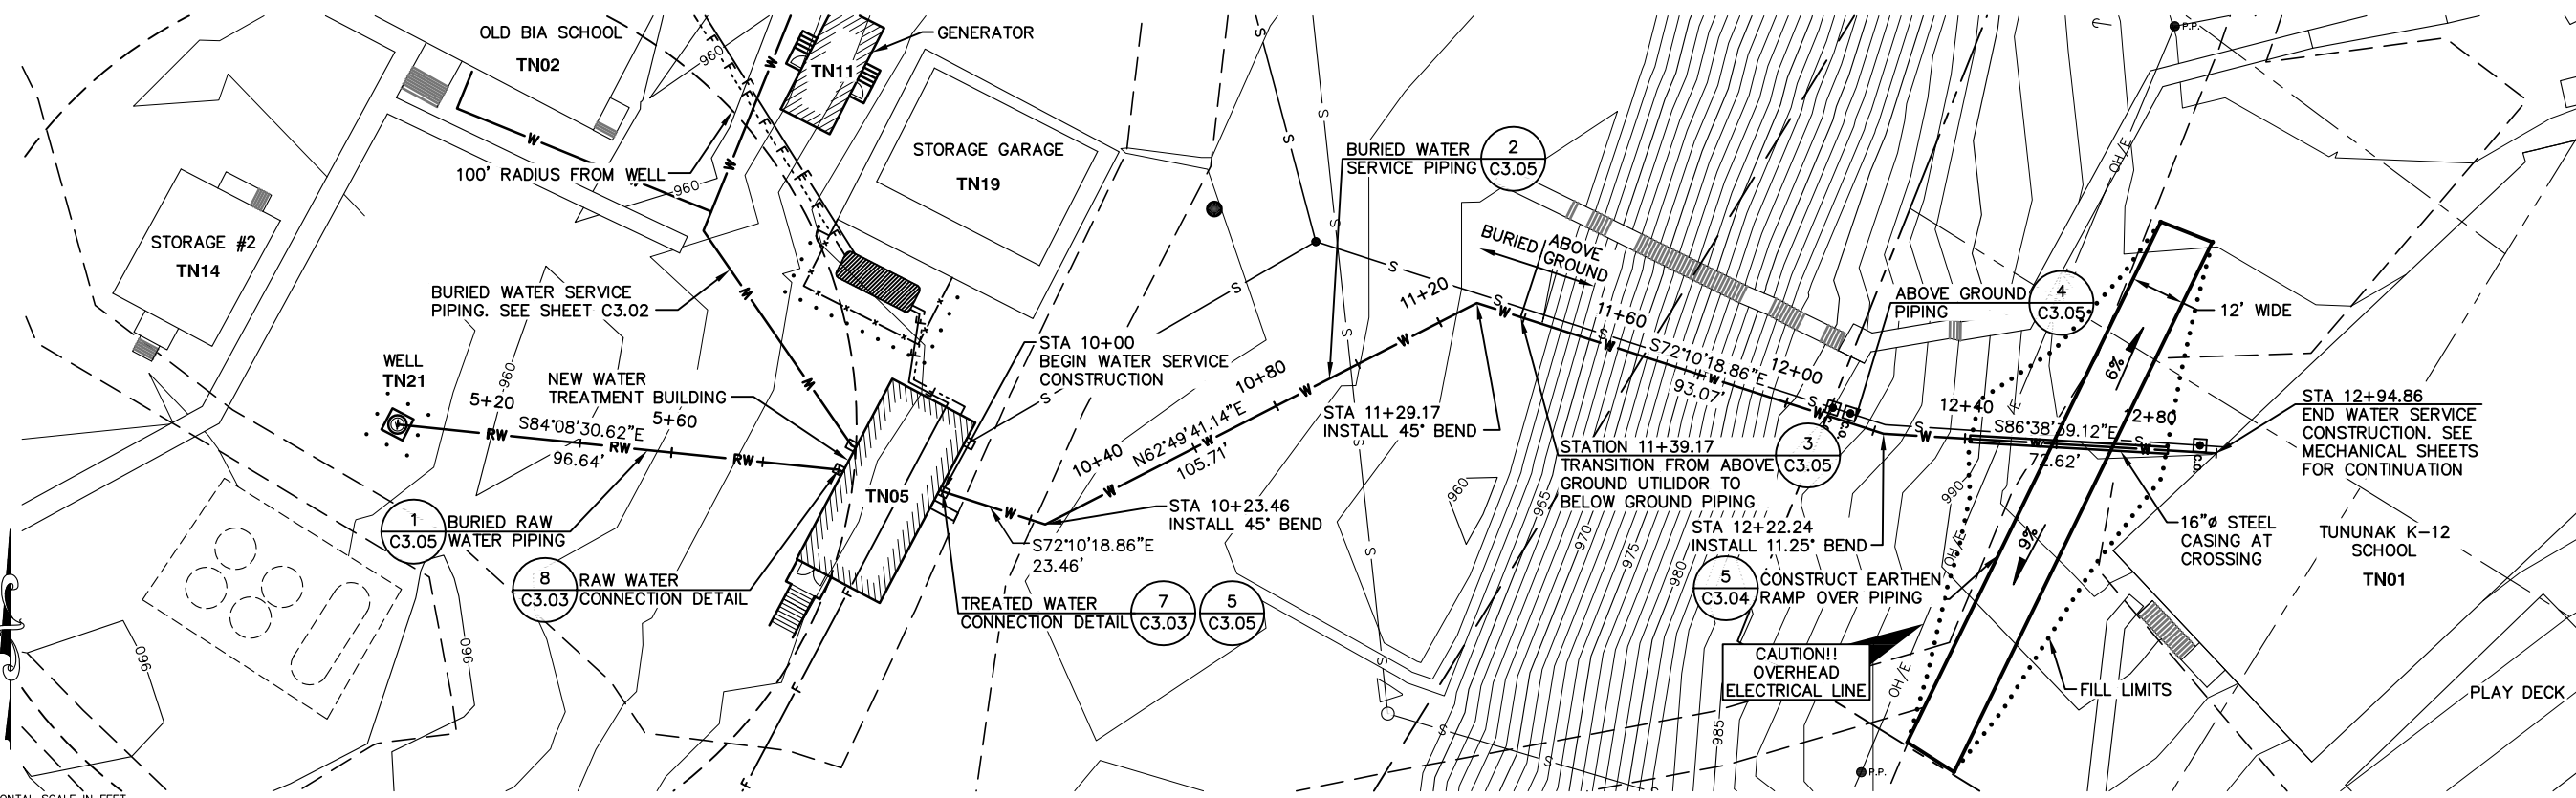 OLD BIA SCHOOL
TN02
960
GENERATOR
TN11
STORAGE GARAGE
TN19
100' RADIUS FROM WELL
960
STORAGE #2
TN14
BURIED WATER SERVICE
PIPING. SEE SHEET C3.02
WELL
TN21
960
5+20
NEW WATER
TREATMENT BUILDING
5+60
S84°08'30.62"E
96.64'
RW
RW
RW
1
C3.05
BURIED RAW
WATER PIPING
8
C3.03
RAW WATER
CONNECTION DETAIL
TN05
960
960
STA 10+00
BEGIN WATER SERVICE
CONSTRUCTION
10+40
N62°49'41.14"E
105.71'
10+80
STA 10+23.46
INSTALL 45° BEND
S72°10'18.86"E
23.46'
TREATED WATER
CONNECTION DETAIL
7
C3.03
5
C3.05
BURIED WATER
SERVICE PIPING
2
C3.05
BURIED
ABOVE
GROUND
11+20
STA 11+29.17
INSTALL 45° BEND
11+60
S72°10'18.86"E
93.07'
12+00
STATION 11+39.17
TRANSITION FROM ABOVE
GROUND UTILIDOR TO
BELOW GROUND PIPING
3
C3.05
960
965
970
975
980
985
990
STA 12+22.24
INSTALL 11.25° BEND
5
C3.04
CONSTRUCT EARTHEN
RAMP OVER PIPING
CAUTION!!
OVERHEAD
ELECTRICAL LINE
ABOVE GROUND
PIPING
4
C3.05
12+40
S86°38'39.12"E
72.62'
12+80
C.O.
C.O.
P.P.
P.P.
OH/E
OH/E
OH/E
12' WIDE
6%
9%
STA 12+94.86
END WATER SERVICE
CONSTRUCTION. SEE
MECHANICAL SHEETS
FOR CONTINUATION
16"ø STEEL
CASING AT
CROSSING
TUNUNAK K-12
SCHOOL
TN01
FILL LIMITS
PLAY DECK